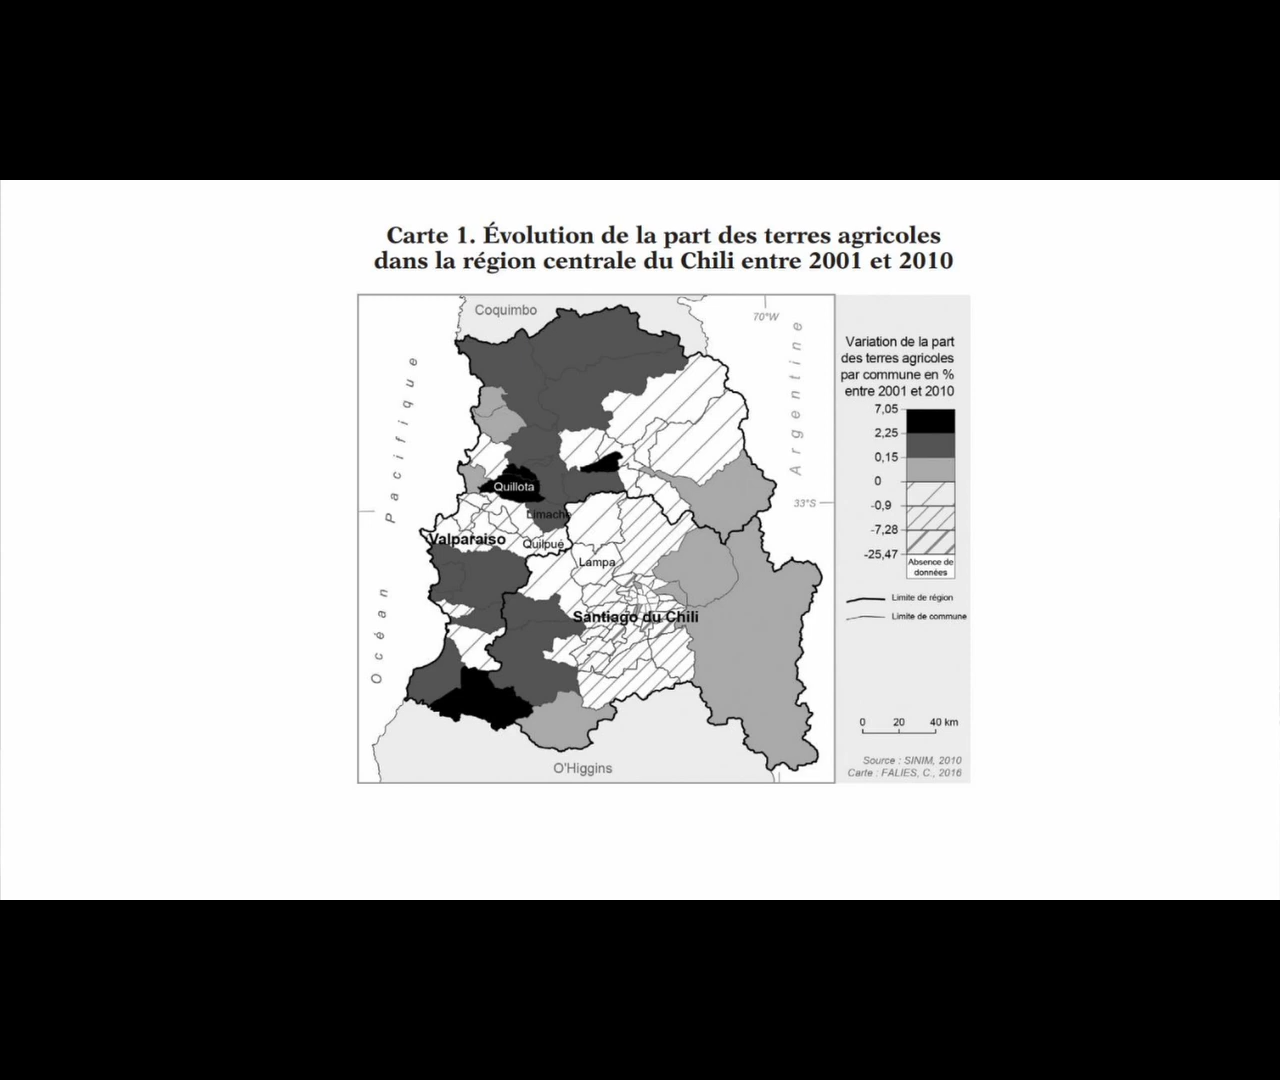 Carte 1. Évolution de la part des terres agricoles
dans la région centrale du Chili entre 2001 et 2010
Coquimbo
70°W
Océan Pacifique
Argentine
33°S
Quillota
Limache
Valparaiso
Quilpué
Lampa
Santiago du Chili
O'Higgins
Variation de la part
des terres agricoles
par commune en %
entre 2001 et 2010
7,05
2,25
0,15
0
-0,9
-7,28
-25,47
Absence de
données
Limite de région
Limite de commune
0 20 40 km
Source : SINIM, 2010
Carte : FALIES, C., 2016